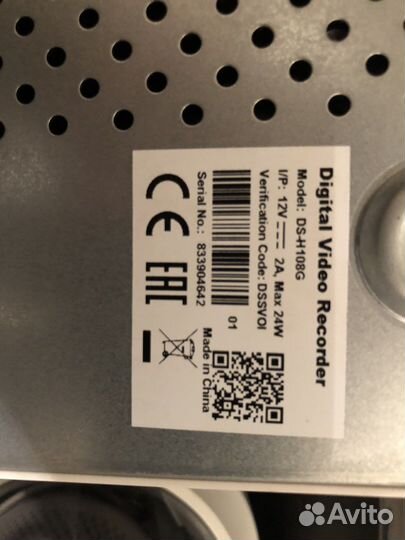 Digital Video Recorder
Model: DS-H108G
I/P: 12V 2A, Max 24W
Verification Code: DSSVOI
01
Serial No.: 833904642
CE EAC
Made in China
Avito